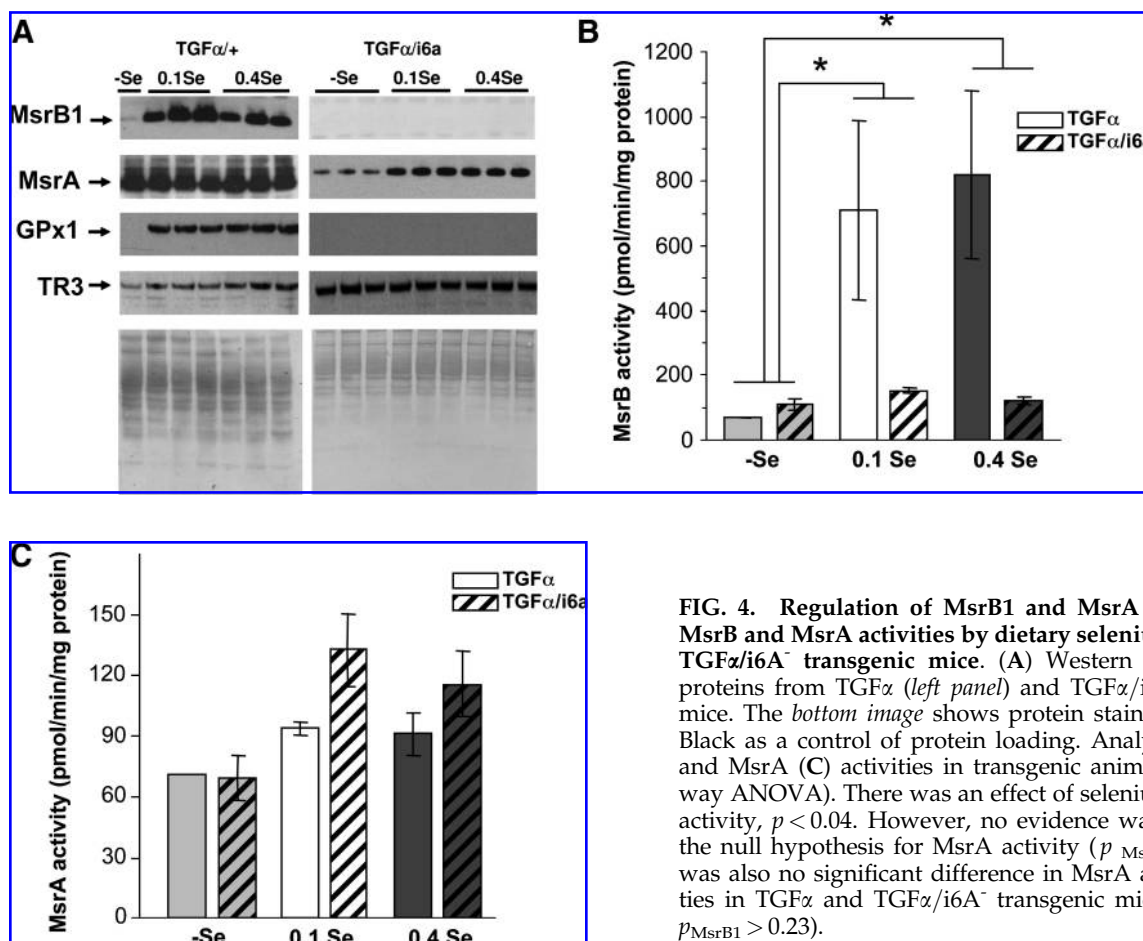 A
TGFα/+ TGFα/i6a
-Se 0.1Se 0.4Se -Se 0.1Se 0.4Se
MsrB1
MsrA
GPx1
TR3
B
MsrB activity (pmol/min/mg protein)
1200
1000
800
600
400
200
0
* *
TGFα
TGFα/i6
-Se 0.1 Se 0.4 Se
C
MsrA activity (pmol/min/mg protein)
150
120
90
60
30
0
TGFα
TGFα/i6a
-Se 0.1 Se 0.4 Se
FIG. 4. Regulation of MsrB1 and MsrA
MsrB and MsrA activities by dietary seleni
TGFα/i6A- transgenic mice. (A) Western
proteins from TGFα (left panel) and TGFα/i
mice. The bottom image shows protein stain
Black as a control of protein loading. Anal
and MsrA (C) activities in transgenic anim
way ANOVA). There was an effect of seleni
activity, p < 0.04. However, no evidence wa
the null hypothesis for MsrA activity (p Ms
was also no significant difference in MsrA a
ties in TGFα and TGFα/i6A- transgenic mi
pMsrB1 > 0.23).